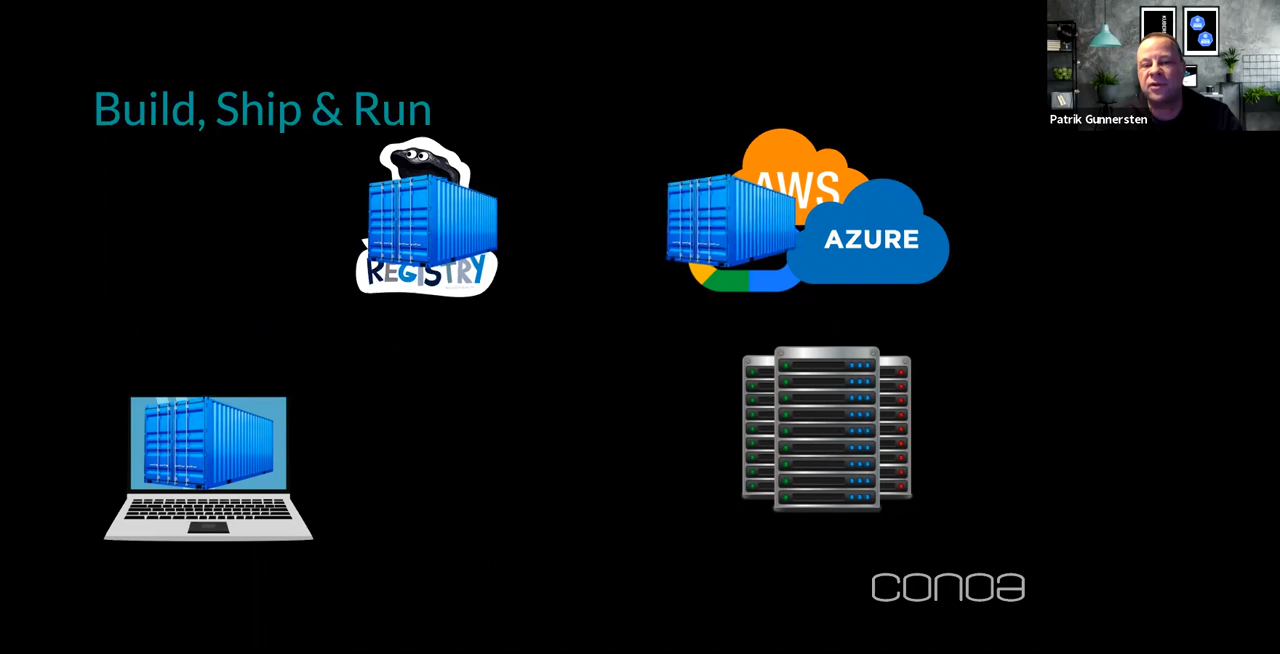 Build, Ship & Run
AWS
AZURE
REGISTRY
Patrik Gunnersten
conoa